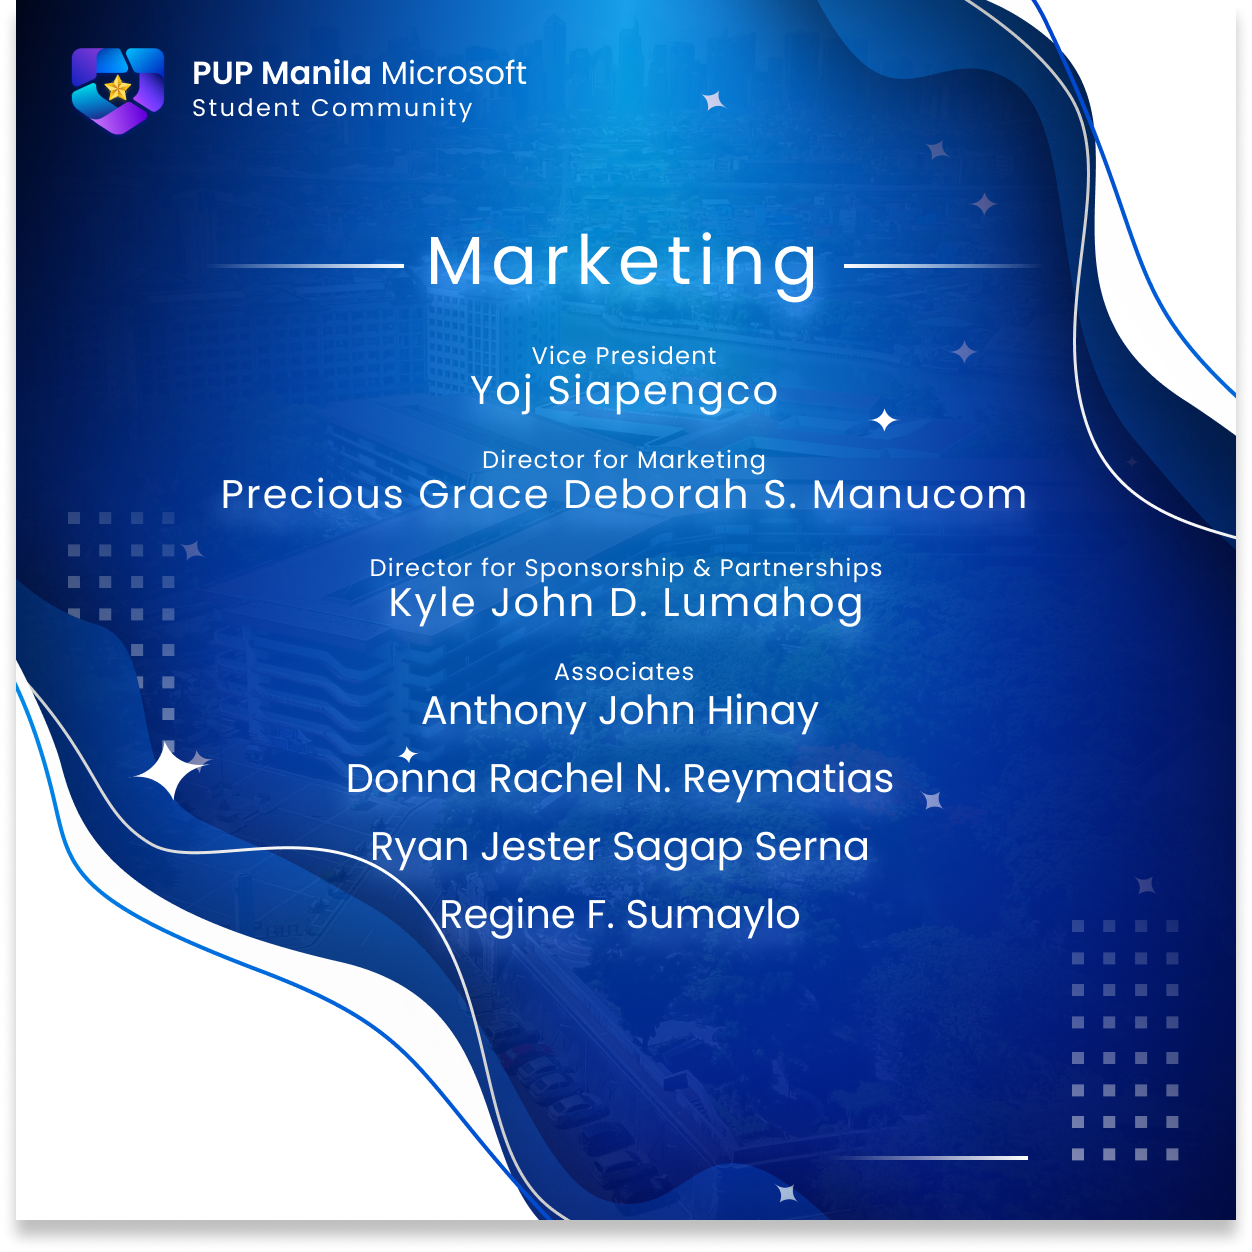 PUP Manila Microsoft
Student Community
Marketing
Vice President
Yoj Siapengco
Director for Marketing
Precious Grace Deborah S. Manucom
Director for Sponsorship & Partnerships
Kyle John D. Lumahog
Associates
Anthony John Hinay
Donna Rachel N. Reymatias
Ryan Jester Sagap Serna
Regine F. Sumaylo